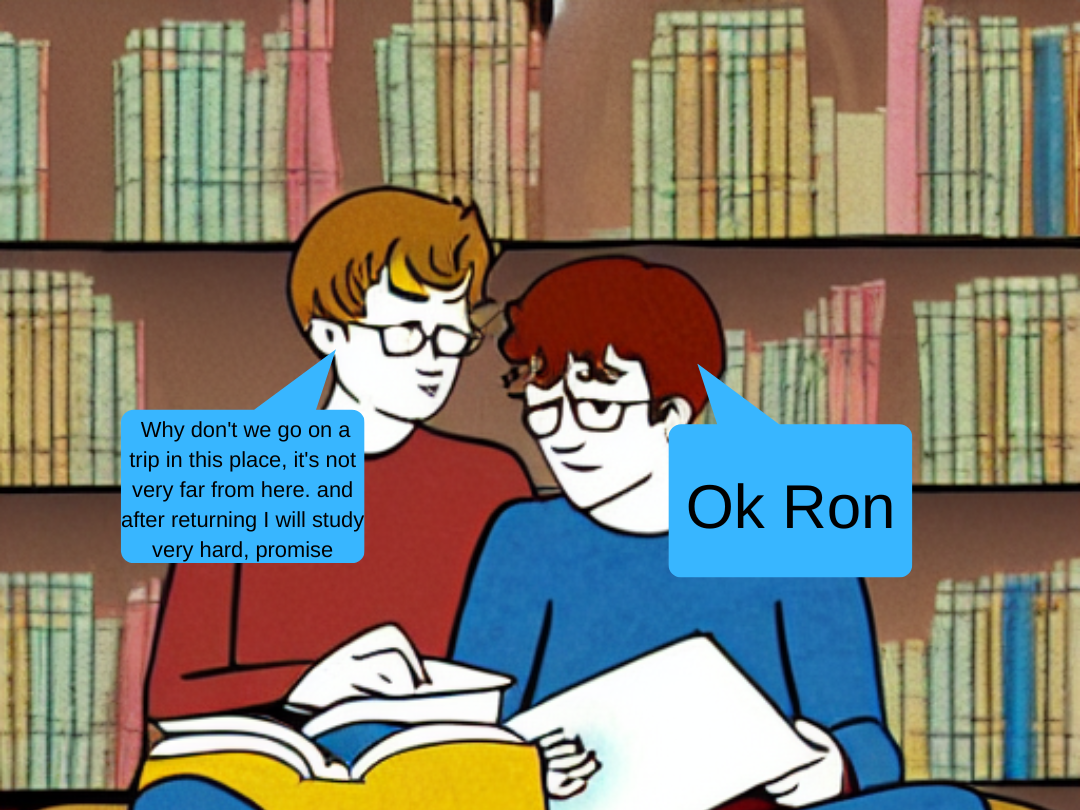 Why don't we go on a
trip in this place, it's not
very far from here. and
after returning I will study
very hard, promise
Ok Ron